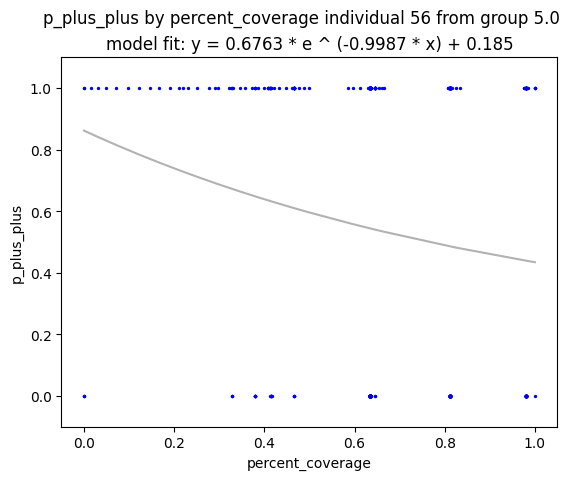 p_plus_plus by percent_coverage individual 56 from group 5.0
model fit: y = 0.6763 * e ^ (-0.9987 * x) + 0.185
1.0
0.8
0.6
0.4
0.2
0.0
p_plus_plus
0.0 0.2 0.4 0.6 0.8 1.0
percent_coverage